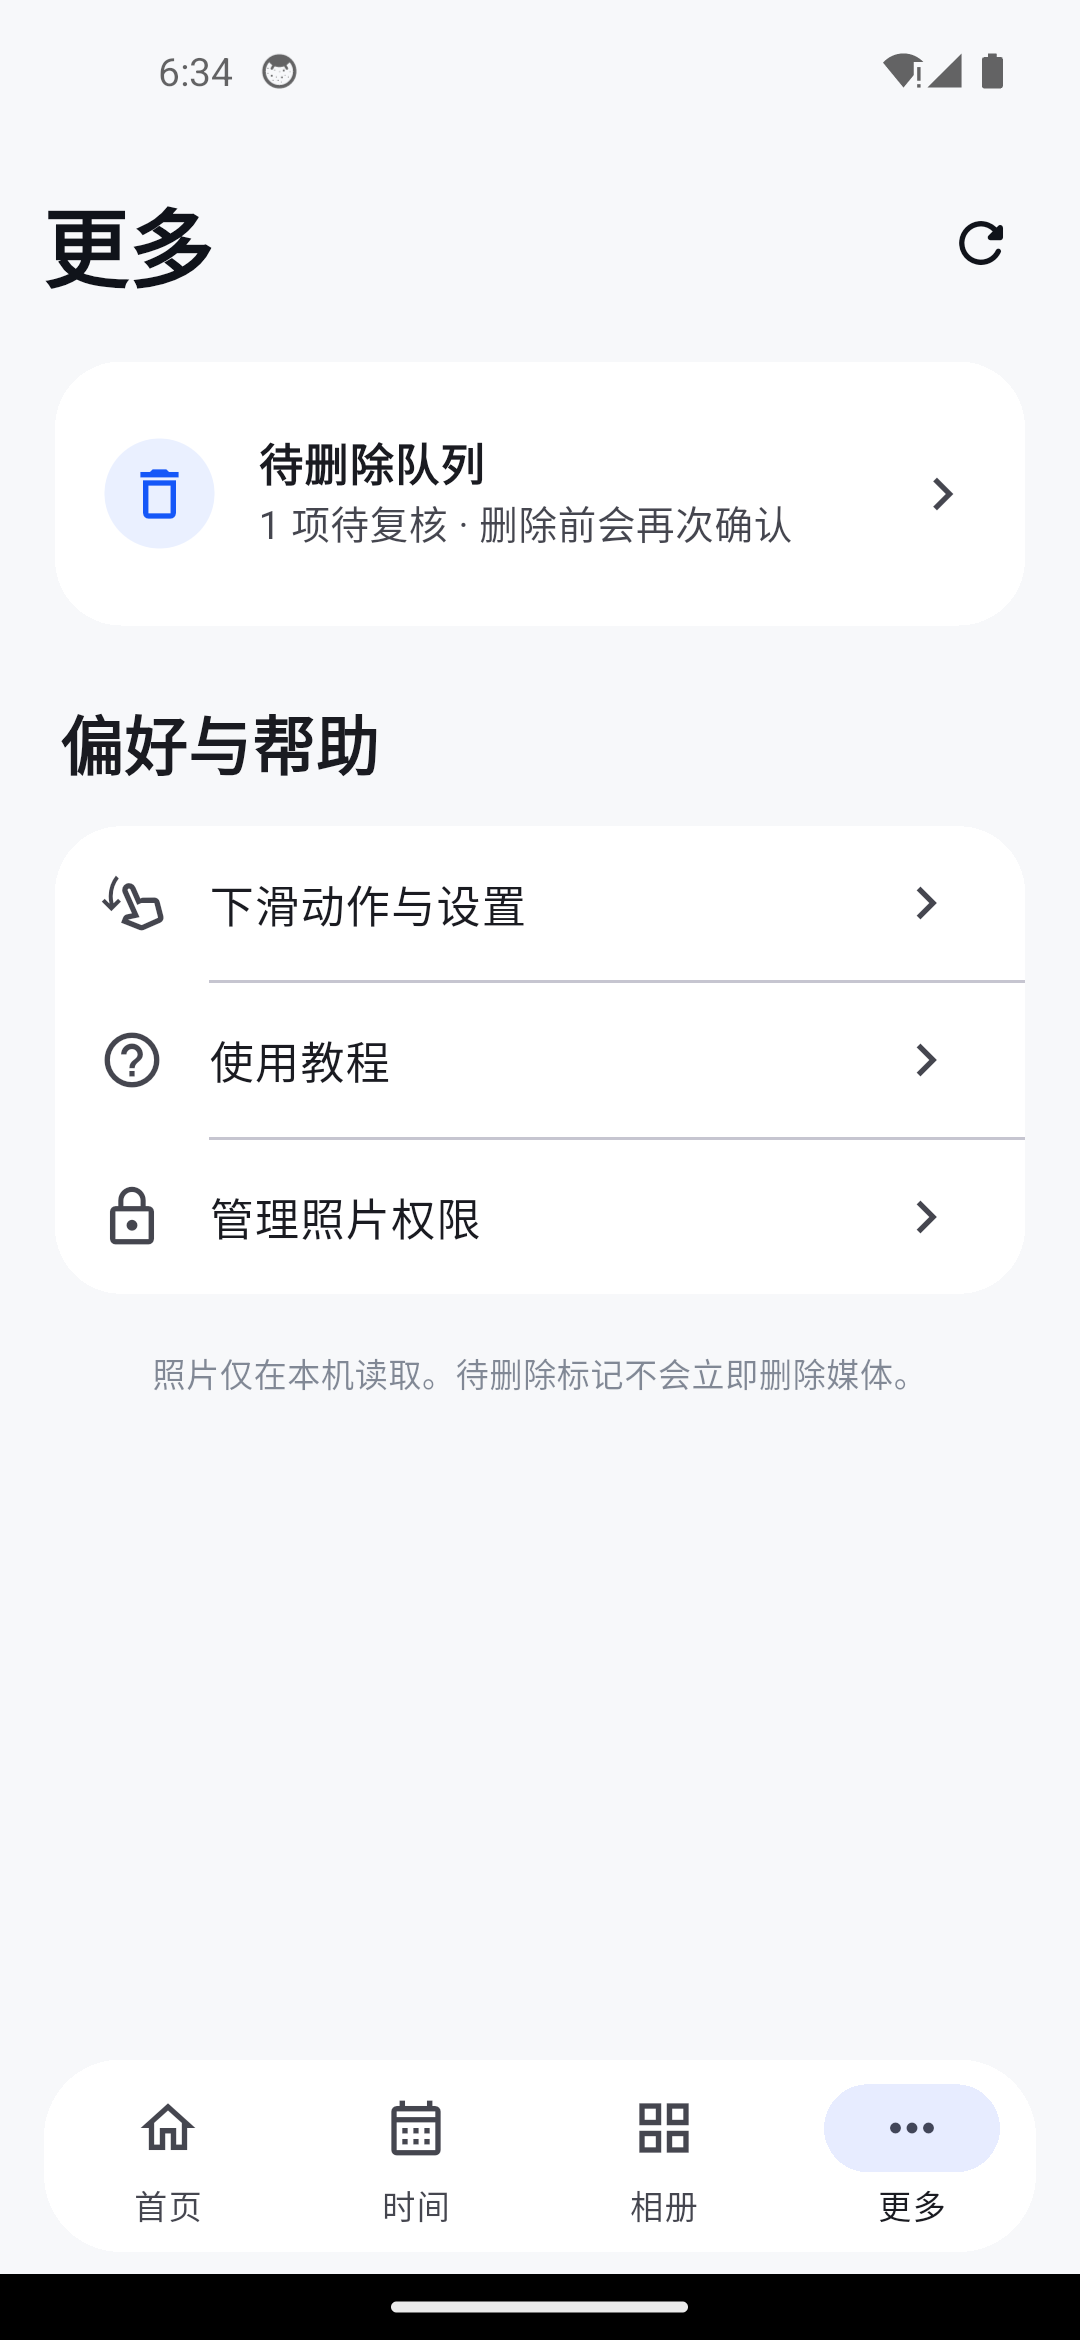 6:34
更多
待删除队列
1 项待复核 · 删除前会再次确认
偏好与帮助
下滑动作与设置
使用教程
管理照片权限
照片仅在本机读取。待删除标记不会立即删除媒体。
首页
时间
相册
更多